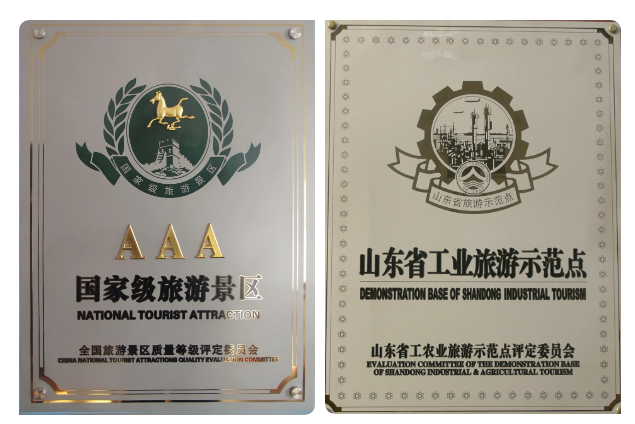 国家级旅游景区
AAA
国家级旅游景区
NATIONAL TOURIST ATTRACTION
全国旅游景区质量等级评定委员会
CHINA NATIONAL TOURIST ATTRACTIONS QUALITY EVALUATION COMMITTEE
山东省旅游示范点
山东省工业旅游示范点
DEMONSTRATION BASE OF SHANDONG INDUSTRIAL TOURISM
山东省工农业旅游示范点评定委员会
EVALUATION COMMITTEE OF THE DEMONSTRATION BASE
OF SHANDONG INDUSTRIAL & AGRICULTURAL TOURISM